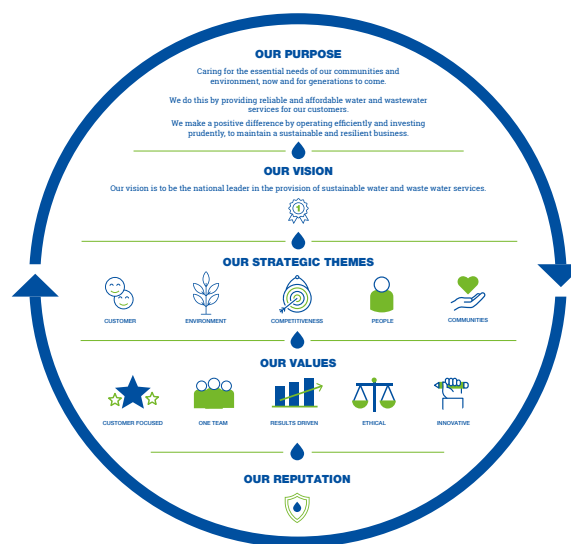 OUR PURPOSE
Caring for the essential needs of our communities and
environment, now and for generations to come.
We do this by providing reliable and affordable water and wastewater
services for our customers.
We make a positive difference by operating efficiently and investing
prudently, to maintain a sustainable and resilient business.
OUR VISION
Our vision is to be the national leader in the provision of sustainable water and waste water services.
1
OUR STRATEGIC THEMES
CUSTOMER ENVIRONMENT COMPETITIVENESS PEOPLE COMMUNITIES
OUR VALUES
CUSTOMER FOCUSED ONE TEAM RESULTS DRIVEN ETHICAL INNOVATIVE
OUR REPUTATION